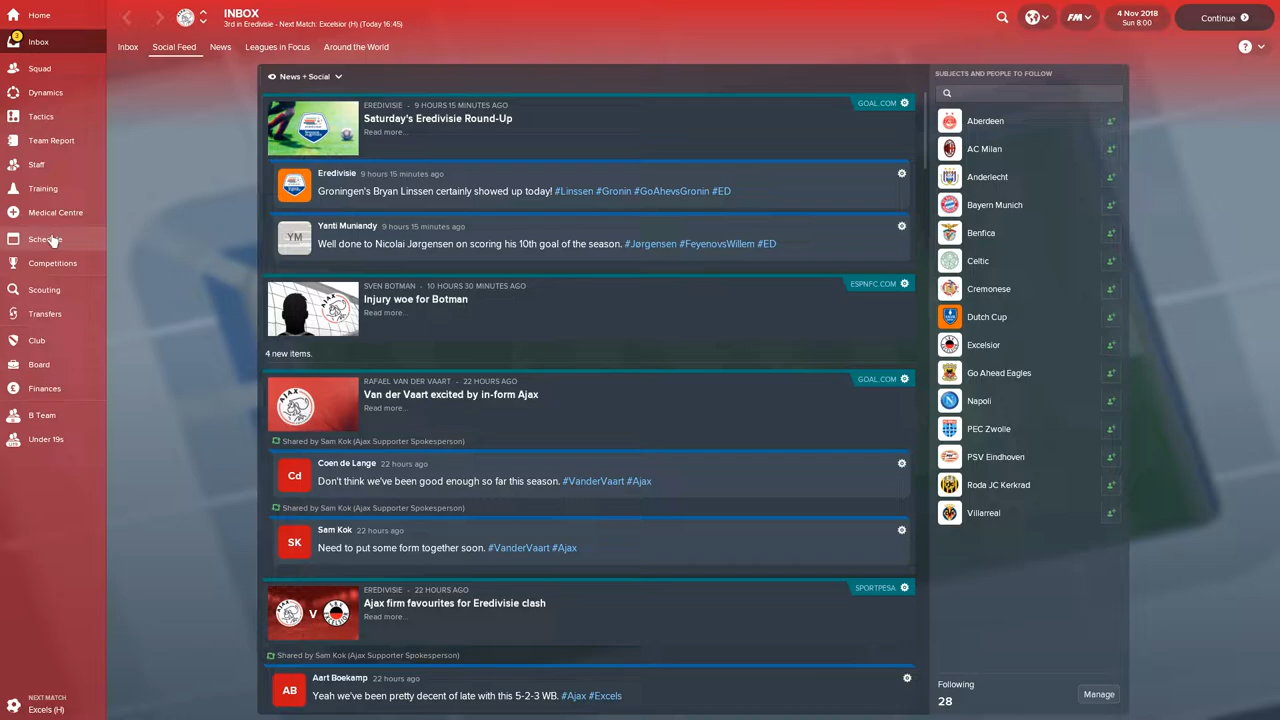 Home
3
Inbox
Squad
Dynamics
Tactics
Team Report
Staff
Training
Medical Centre
Schedule
Competitions
Scouting
Transfers
Club
Board
Finances
B Team
Under 19s
NEXT MATCH
Excels (H)
INBOX
3rd in Eredivisie - Next Match: Excelsior (H) (Today 16:45)
FM
4 Nov 2018
Sun 8:00
Continue
Inbox
Social Feed
News
Leagues in Focus
Around the World
?
News + Social
EREDIVISIE - 9 HOURS 15 MINUTES AGO
GOAL.COM
Saturday's Eredivisie Round-Up
Read more...
Eredivisie 9 hours 15 minutes ago
Groningen's Bryan Linssen certainly showed up today! #Linssen #Gronin #GoAhevsGronin #ED
YM
Yanti Muniandy 9 hours 15 minutes ago
Well done to Nicolai Jørgensen on scoring his 10th goal of the season. #Jørgensen #FeyenovsWillem #ED
SVEN BOTMAN - 10 HOURS 30 MINUTES AGO
ESPNFC.COM
Injury woe for Botman
Read more...
4 new items.
RAFAEL VAN DER VAART - 22 HOURS AGO
GOAL.COM
Van der Vaart excited by in-form Ajax
Read more...
Shared by Sam Kok (Ajax Supporter Spokesperson)
Cd
Coen de Lange 22 hours ago
Don't think we've been good enough so far this season. #VanderVaart #Ajax
Shared by Sam Kok (Ajax Supporter Spokesperson)
SK
Sam Kok 22 hours ago
Need to put some form together soon. #VanderVaart #Ajax
EREDIVISIE - 22 HOURS AGO
SPORTPESA
V
Ajax firm favourites for Eredivisie clash
Read more...
Shared by Sam Kok (Ajax Supporter Spokesperson)
AB
Aart Boekamp 22 hours ago
Yeah we've been pretty decent of late with this 5-2-3 WB. #Ajax #Excels
SUBJECTS AND PEOPLE TO FOLLOW
Aberdeen
AC Milan
Anderlecht
Bayern Munich
Benfica
Celtic
Cremonese
Dutch Cup
Excelsior
Go Ahead Eagles
Napoli
PEC Zwolle
PSV Eindhoven
Roda JC Kerkrad
Villarreal
Following
28
Manage